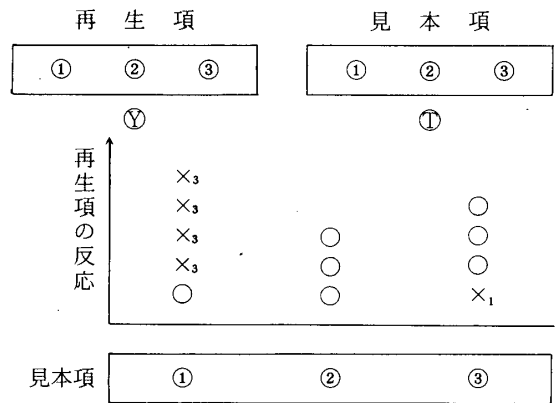 再生項 見本項
① ② ③ ① ② ③
Ⓨ Ⓣ
再生項の反応
×₃
×₃ ○
×₃ ○ ○
×₃ ○ ○
○ ○ ×₁
見本項 ① ② ③